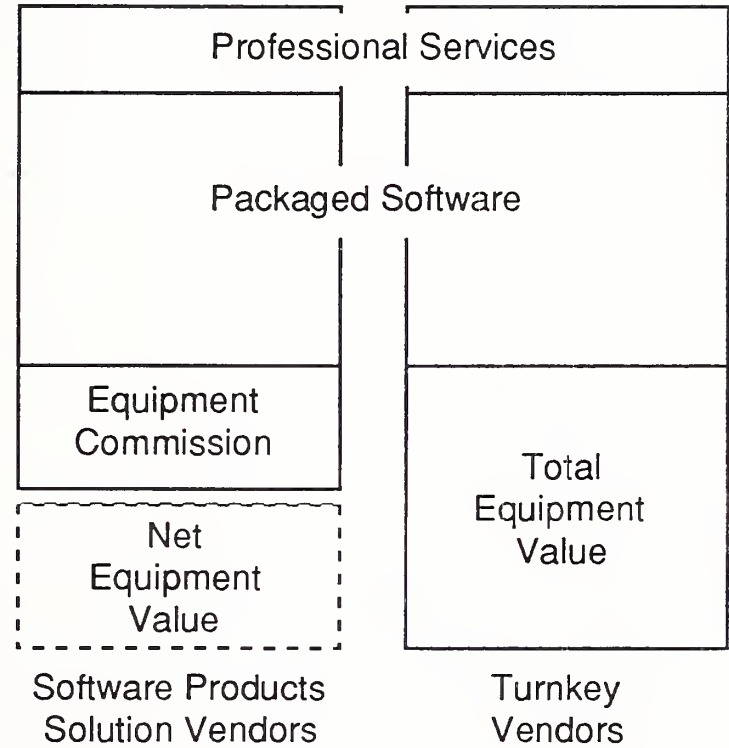 Professional Services
Packaged Software
Equipment
Commission
Net
Equipment
Value
Total
Equipment
Value
Software Products
Solution Vendors
Turnkey
Vendors